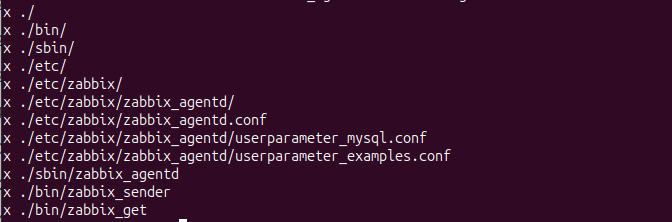 x ./
x ./bin/
x ./sbin/
x ./etc/
x ./etc/zabbix/
x ./etc/zabbix/zabbix_agentd/
x ./etc/zabbix/zabbix_agentd.conf
x ./etc/zabbix/zabbix_agentd/userparameter_mysql.conf
x ./etc/zabbix/zabbix_agentd/userparameter_examples.conf
x ./sbin/zabbix_agentd
x ./bin/zabbix_sender
x ./bin/zabbix_get